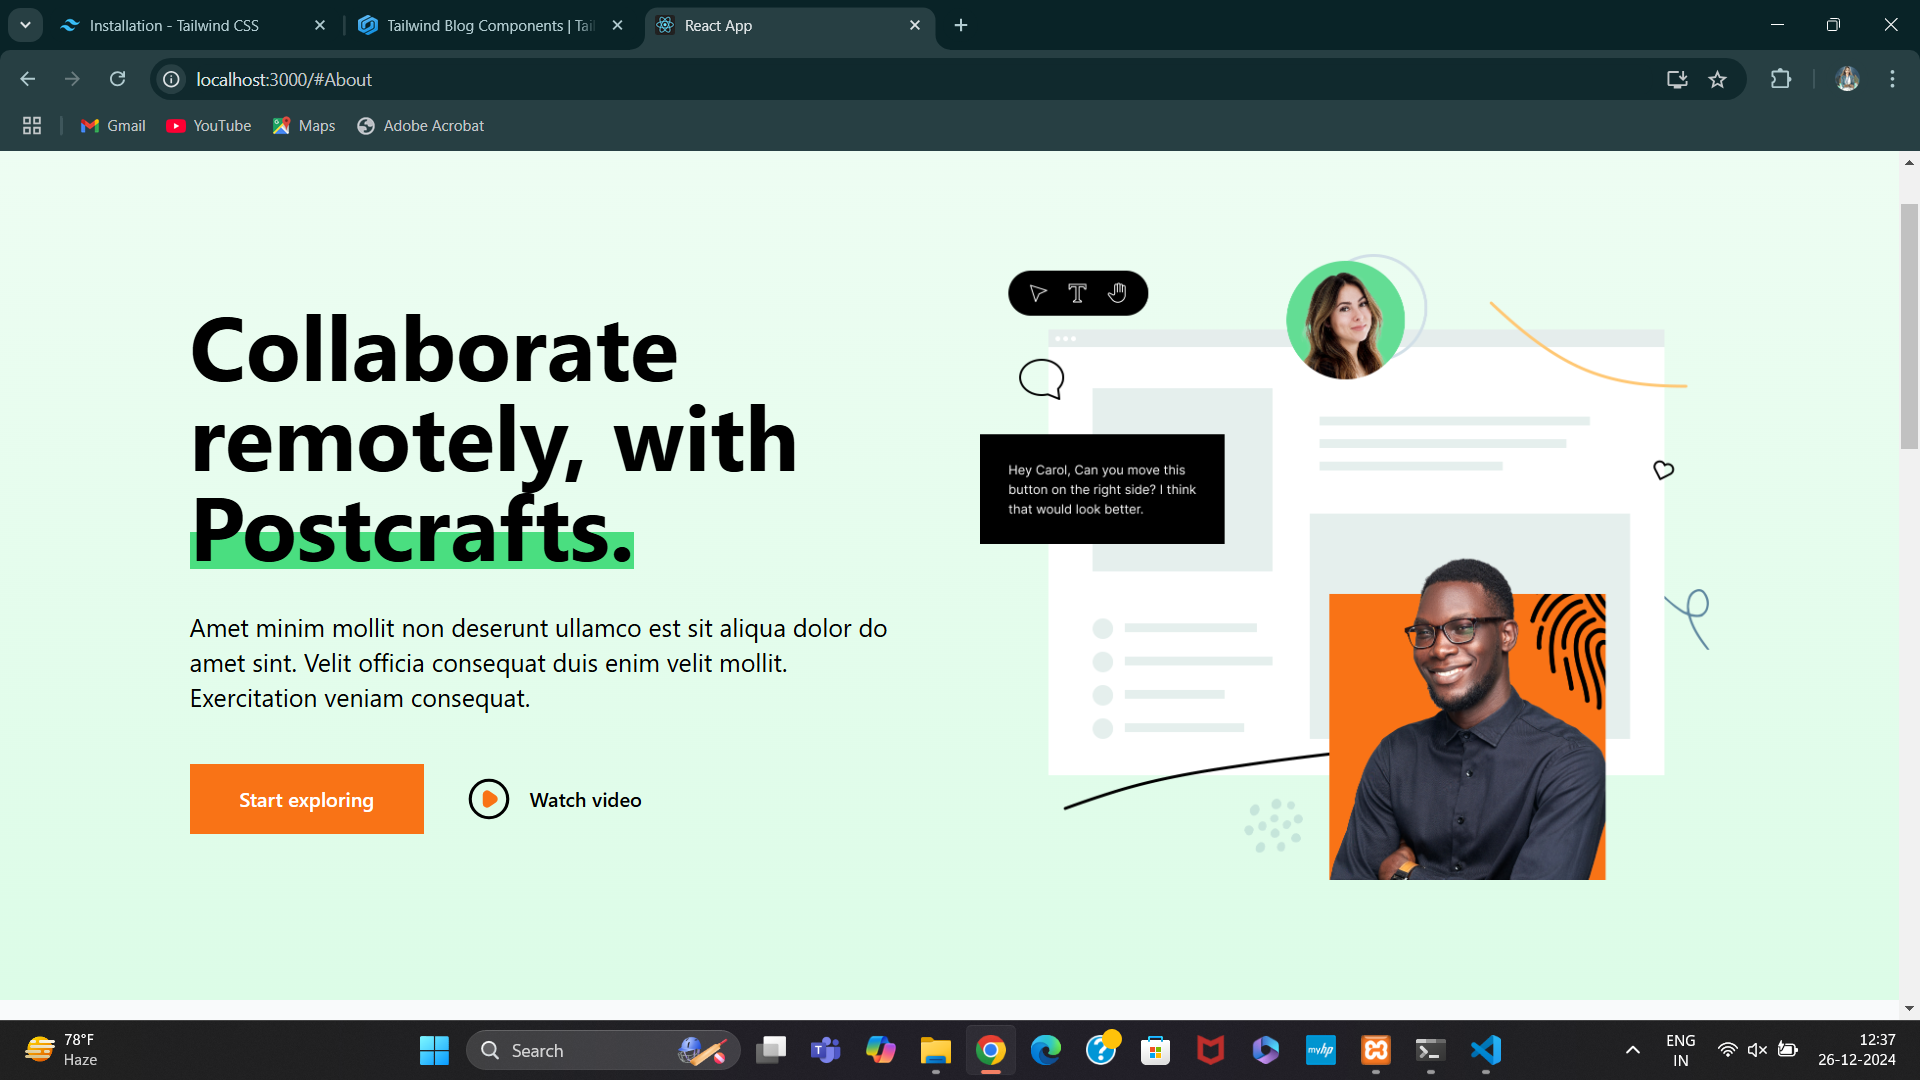 Installation - Tailwind CSS
Tailwind Blog Components | Tail
React App
localhost:3000/#About
Gmail
YouTube
Maps
Adobe Acrobat
Collaborate
remotely, with
Postcrafts.
Amet minim mollit non deserunt ullamco est sit aliqua dolor do
amet sint. Velit officia consequat duis enim velit mollit.
Exercitation veniam consequat.
Start exploring
Watch video
T
Hey Carol, Can you move this
button on the right side? I think
that would look better.
78°F
Haze
Search
myhp
ENG
IN
12:37
26-12-2024